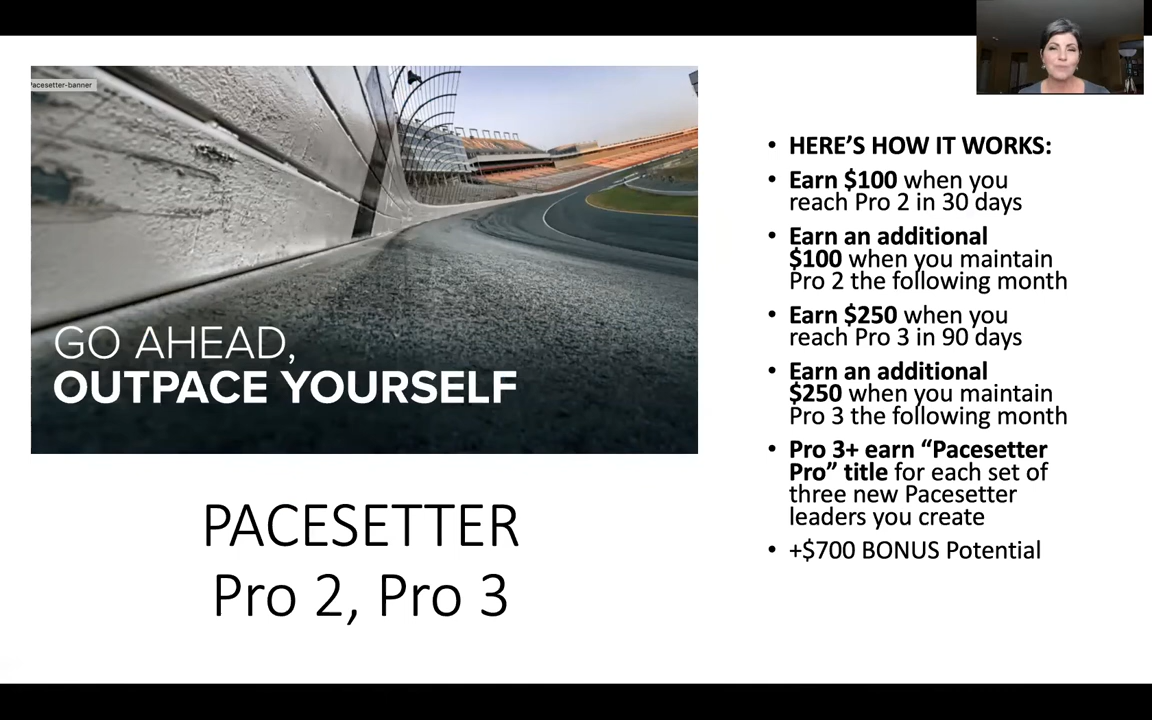 Pacesetter-banner
GO AHEAD,
OUTPACE YOURSELF
PACESETTER
Pro 2, Pro 3
• HERE’S HOW IT WORKS:
• Earn $100 when you
reach Pro 2 in 30 days
• Earn an additional
$100 when you maintain
Pro 2 the following month
• Earn $250 when you
reach Pro 3 in 90 days
• Earn an additional
$250 when you maintain
Pro 3 the following month
• Pro 3+ earn “Pacesetter
Pro” title for each set of
three new Pacesetter
leaders you create
• +$700 BONUS Potential